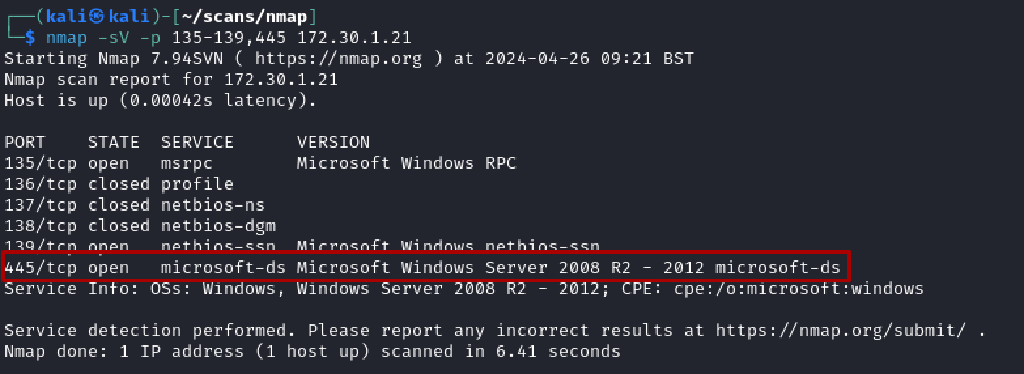 ┌──(kali㉿kali)-[~/scans/nmap]
└─$ nmap -sV -p 135-139,445 172.30.1.21
Starting Nmap 7.94SVN ( https://nmap.org ) at 2024-04-26 09:21 BST
Nmap scan report for 172.30.1.21
Host is up (0.00042s latency).
PORT    STATE  SERVICE      VERSION
135/tcp open   msrpc        Microsoft Windows RPC
136/tcp closed profile
137/tcp closed netbios-ns
138/tcp closed netbios-dgm
139/tcp open   netbios-ssn  Microsoft Windows netbios-ssn
445/tcp open   microsoft-ds Microsoft Windows Server 2008 R2 - 2012 microsoft-ds
Service Info: OSs: Windows, Windows Server 2008 R2 - 2012; CPE: cpe:/o:microsoft:windows
Service detection performed. Please report any incorrect results at https://nmap.org/submit/ .
Nmap done: 1 IP address (1 host up) scanned in 6.41 seconds